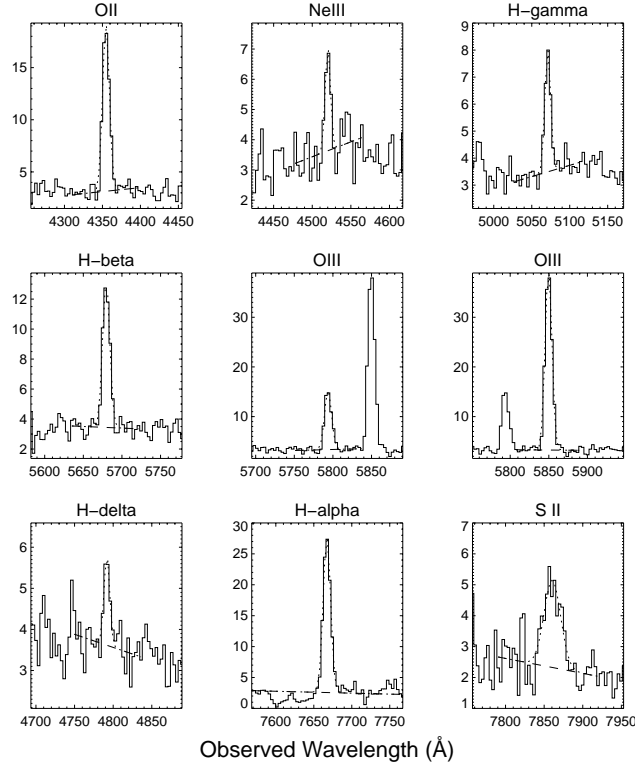 OII
NeIII
H−gamma
15
10
5
4300 4350 4400 4450
7
6
5
4
3
2
4450 4500 4550 4600
9
8
7
6
5
4
3
5000 5050 5100 5150
H−beta
OIII
OIII
12
10
8
6
4
2
5600 5650 5700 5750
30
20
10
5700 5750 5800 5850
30
20
10
5800 5850 5900
H−delta
H−alpha
S II
6
5
4
3
4700 4750 4800 4850
30
25
20
15
10
5
0
7600 7650 7700 7750
7
6
5
4
3
2
1
7800 7850 7900 7950
Observed Wavelength (Å)